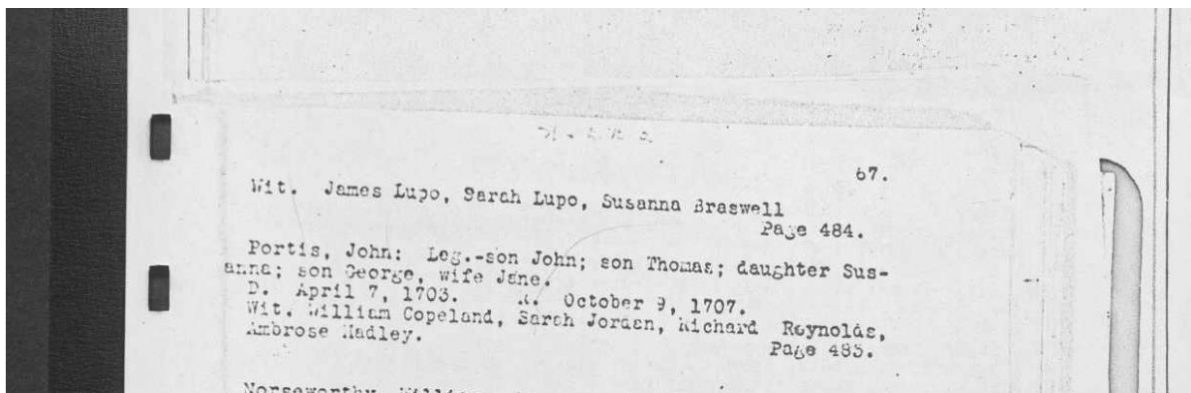 67.
Wit. James Lupo, Sarah Lupo, Susanna Braswell
Page 484.
Portis, John: Leg.-son John; son Thomas; daughter Sus-
anna; son George, wife Jane.
D. April 7, 1703. R. October 9, 1707.
Wit. William Copeland, Sarah Jordan, Richard Reynolds,
Ambrose Hadley.
Page 485.
Norseworthy, William